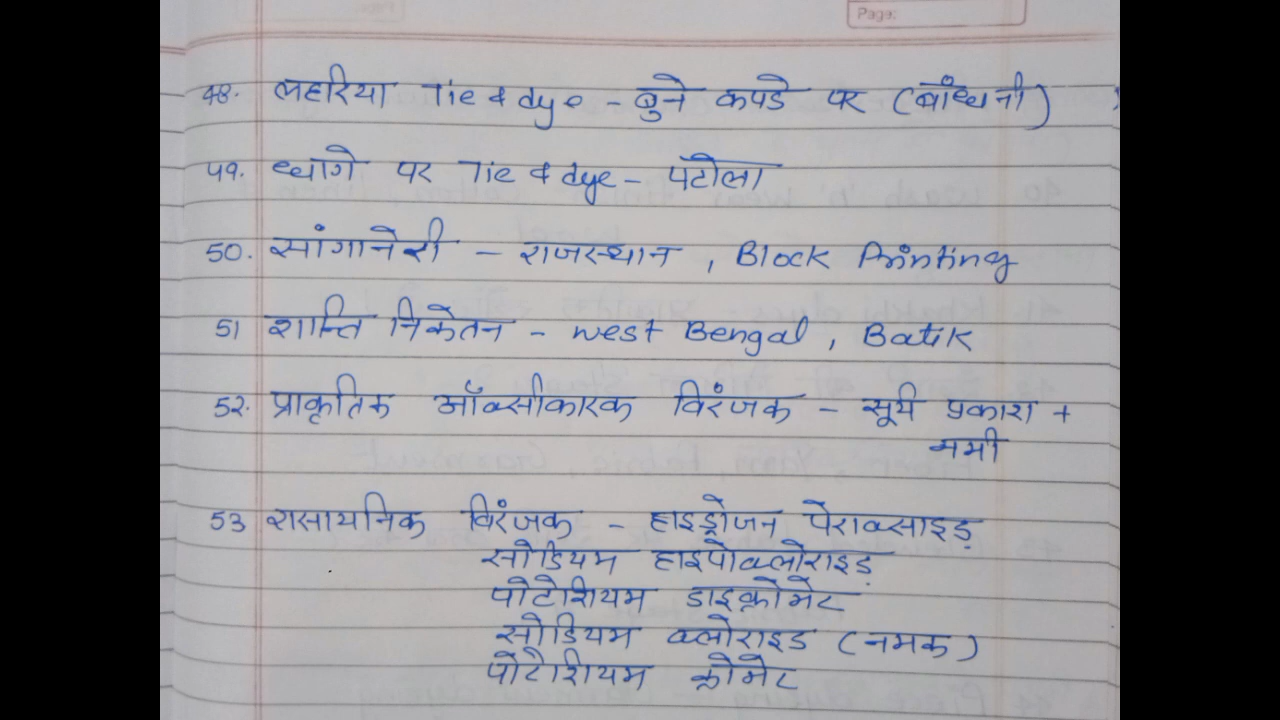 Page:
48. लहरिया Tie & dye - बुने कपडे पर (बाँधनी)
49. धागे पर Tie & dye - पटोला
50. सांगानेरी - राजस्थान, Block Printing
51 शान्ति निकेतन - West Bengal, Batik
52. प्राकृतिक ऑक्सीकारक विरंजक - सूर्य प्रकाश +
नमी
53 रासायनिक विरंजक - हाइड्रोजन पेराक्साइड़
सोडियम हाइपोक्लोराइड़
पोटेशियम डाइक्रोमेट
सोडियम क्लोराइड (नमक)
पोटेशियम क्रोमेट